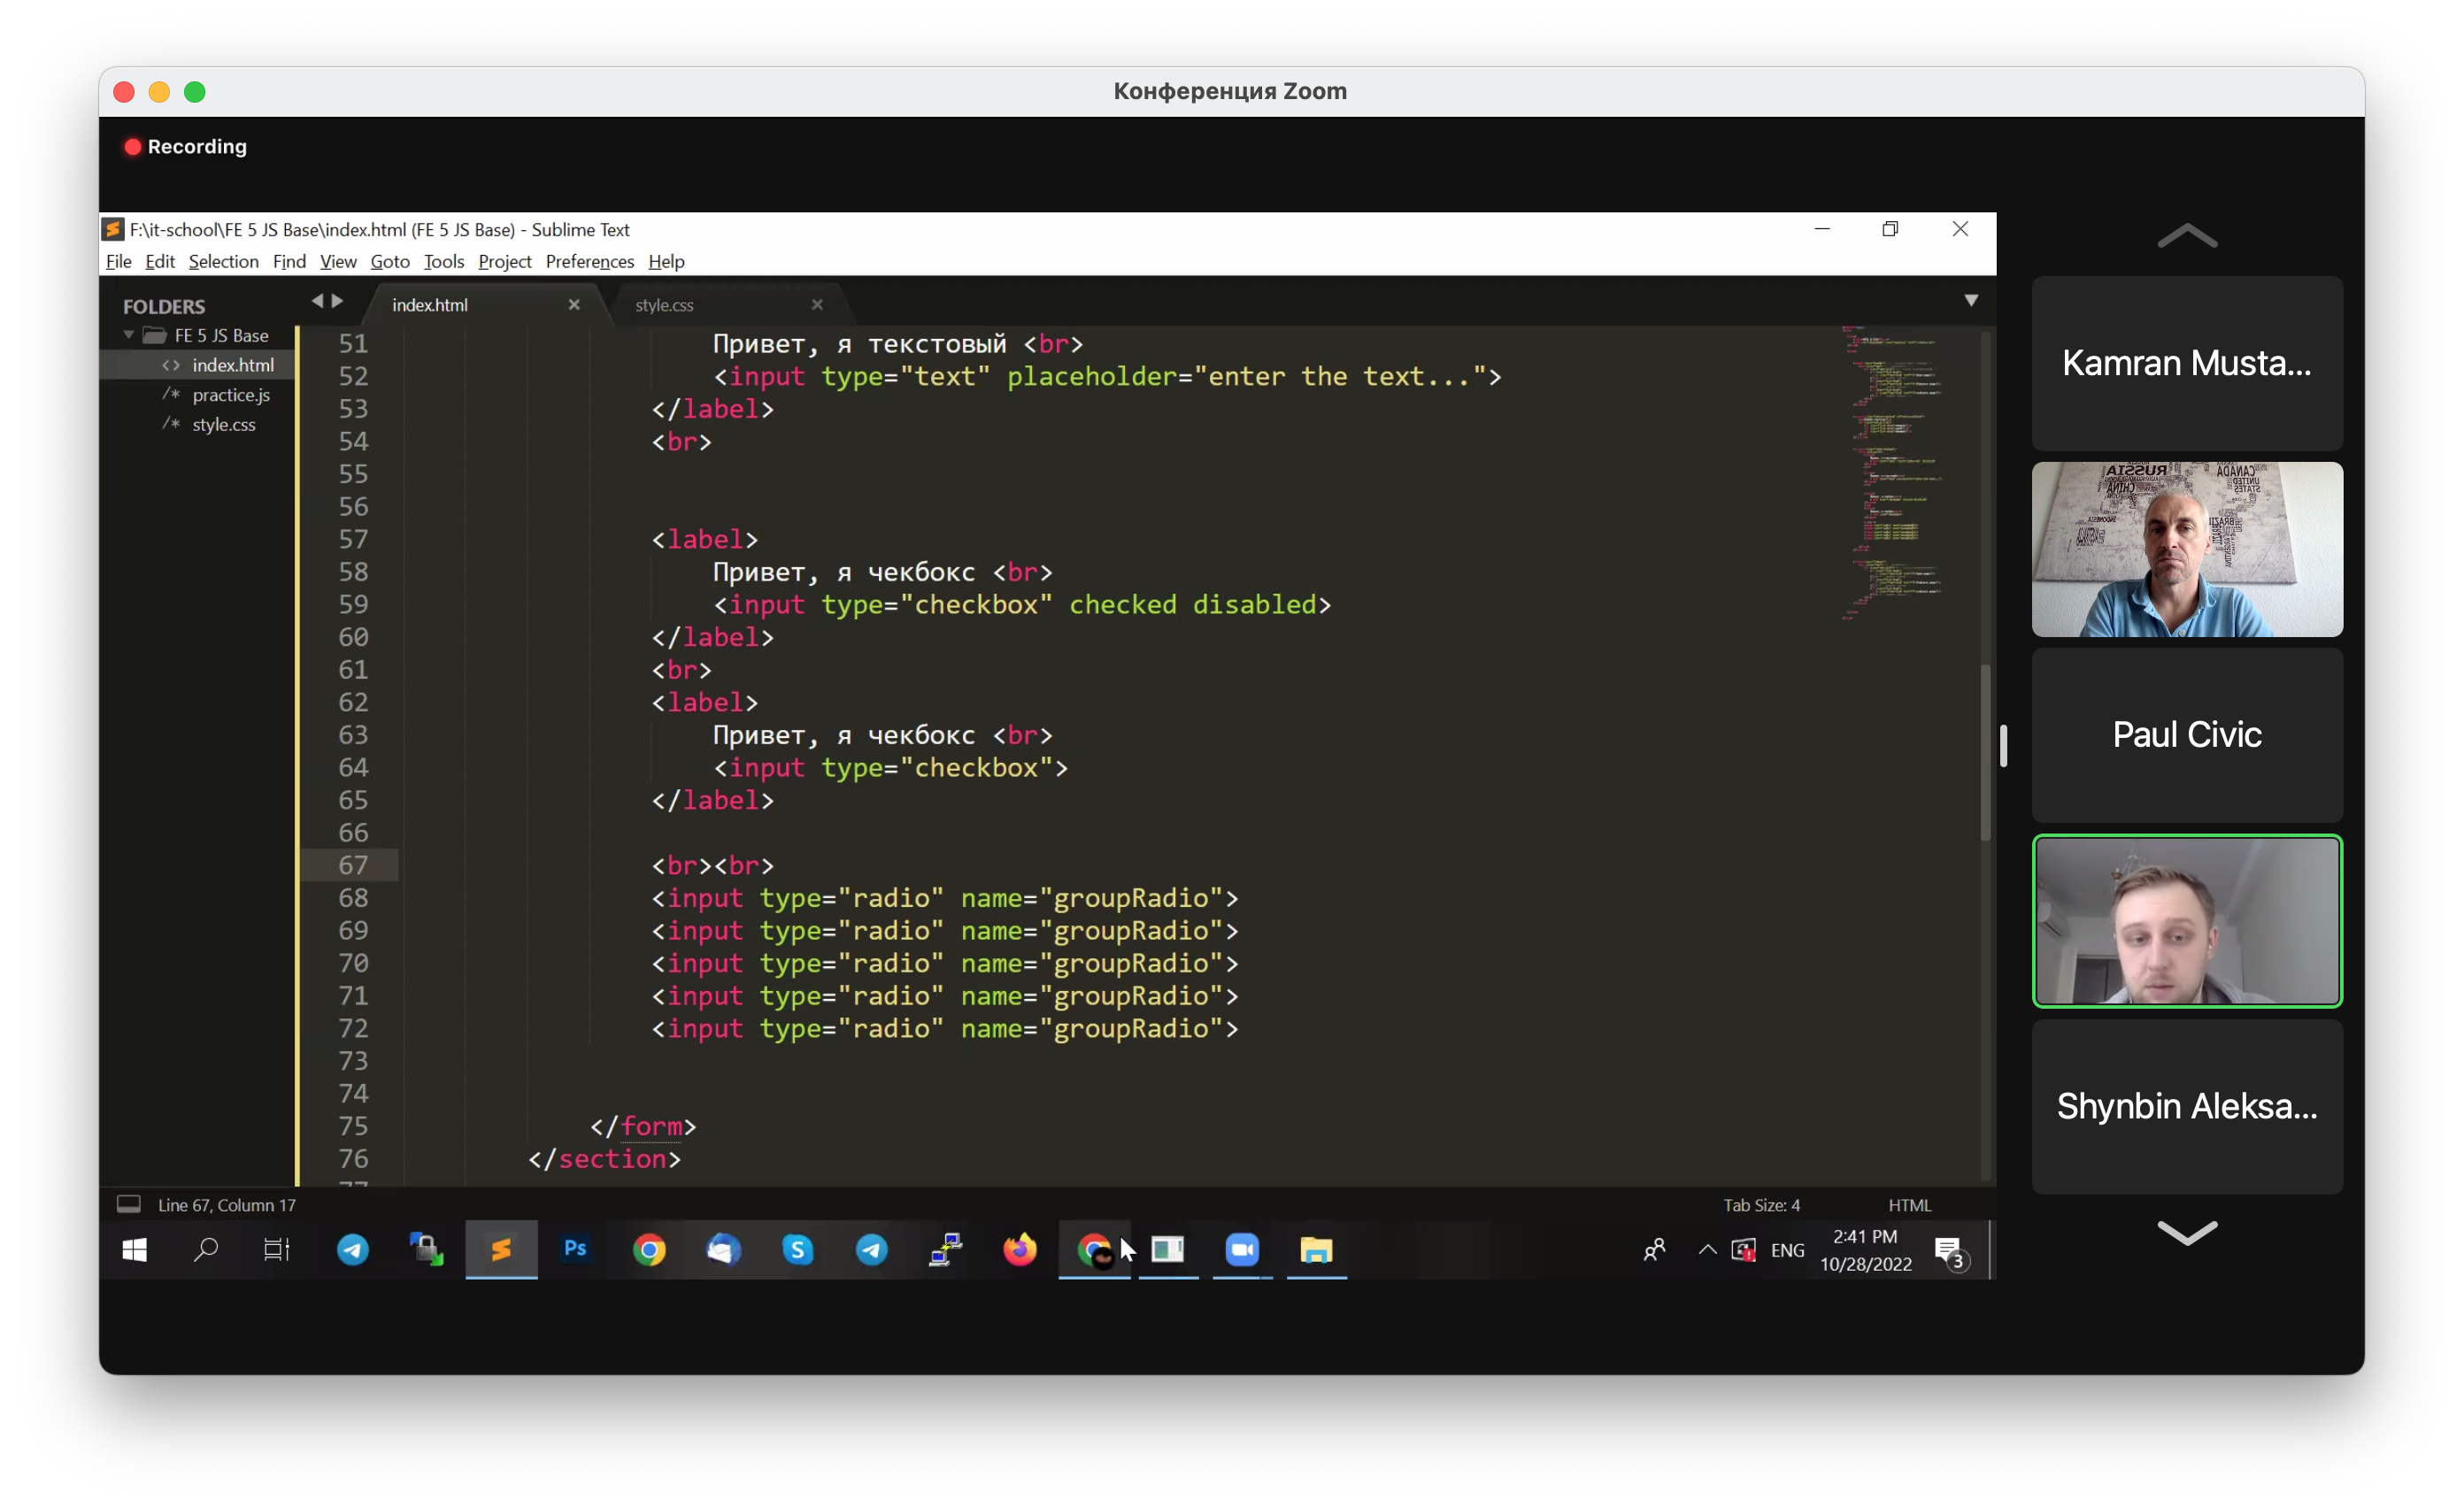 Конференция Zoom
Recording
F:\it-school\FE 5 JS Base\index.html (FE 5 JS Base) - Sublime Text
File Edit Selection Find View Goto Tools Project Preferences Help
FOLDERS
FE 5 JS Base
<> index.html
/* practice.js
/* style.css
index.html
style.css
51 Привет, я текстовый <br>
52 <input type="text" placeholder="enter the text...">
53 </label>
54 <br>
55
56
57 <label>
58 Привет, я чекбокс <br>
59 <input type="checkbox" checked disabled>
60 </label>
61 <br>
62 <label>
63 Привет, я чекбокс <br>
64 <input type="checkbox">
65 </label>
66
67 <br><br>
68 <input type="radio" name="groupRadio">
69 <input type="radio" name="groupRadio">
70 <input type="radio" name="groupRadio">
71 <input type="radio" name="groupRadio">
72 <input type="radio" name="groupRadio">
73
74
75 </form>
76 </section>
Line 67, Column 17
Tab Size: 4
HTML
Ps
ENG
2:41 PM
10/28/2022
3
Kamran Musta...
RUSSIA
CANADA
UNITED
STATES
CHINA
BRAZIL
Paul Civic
Shynbin Aleksa...